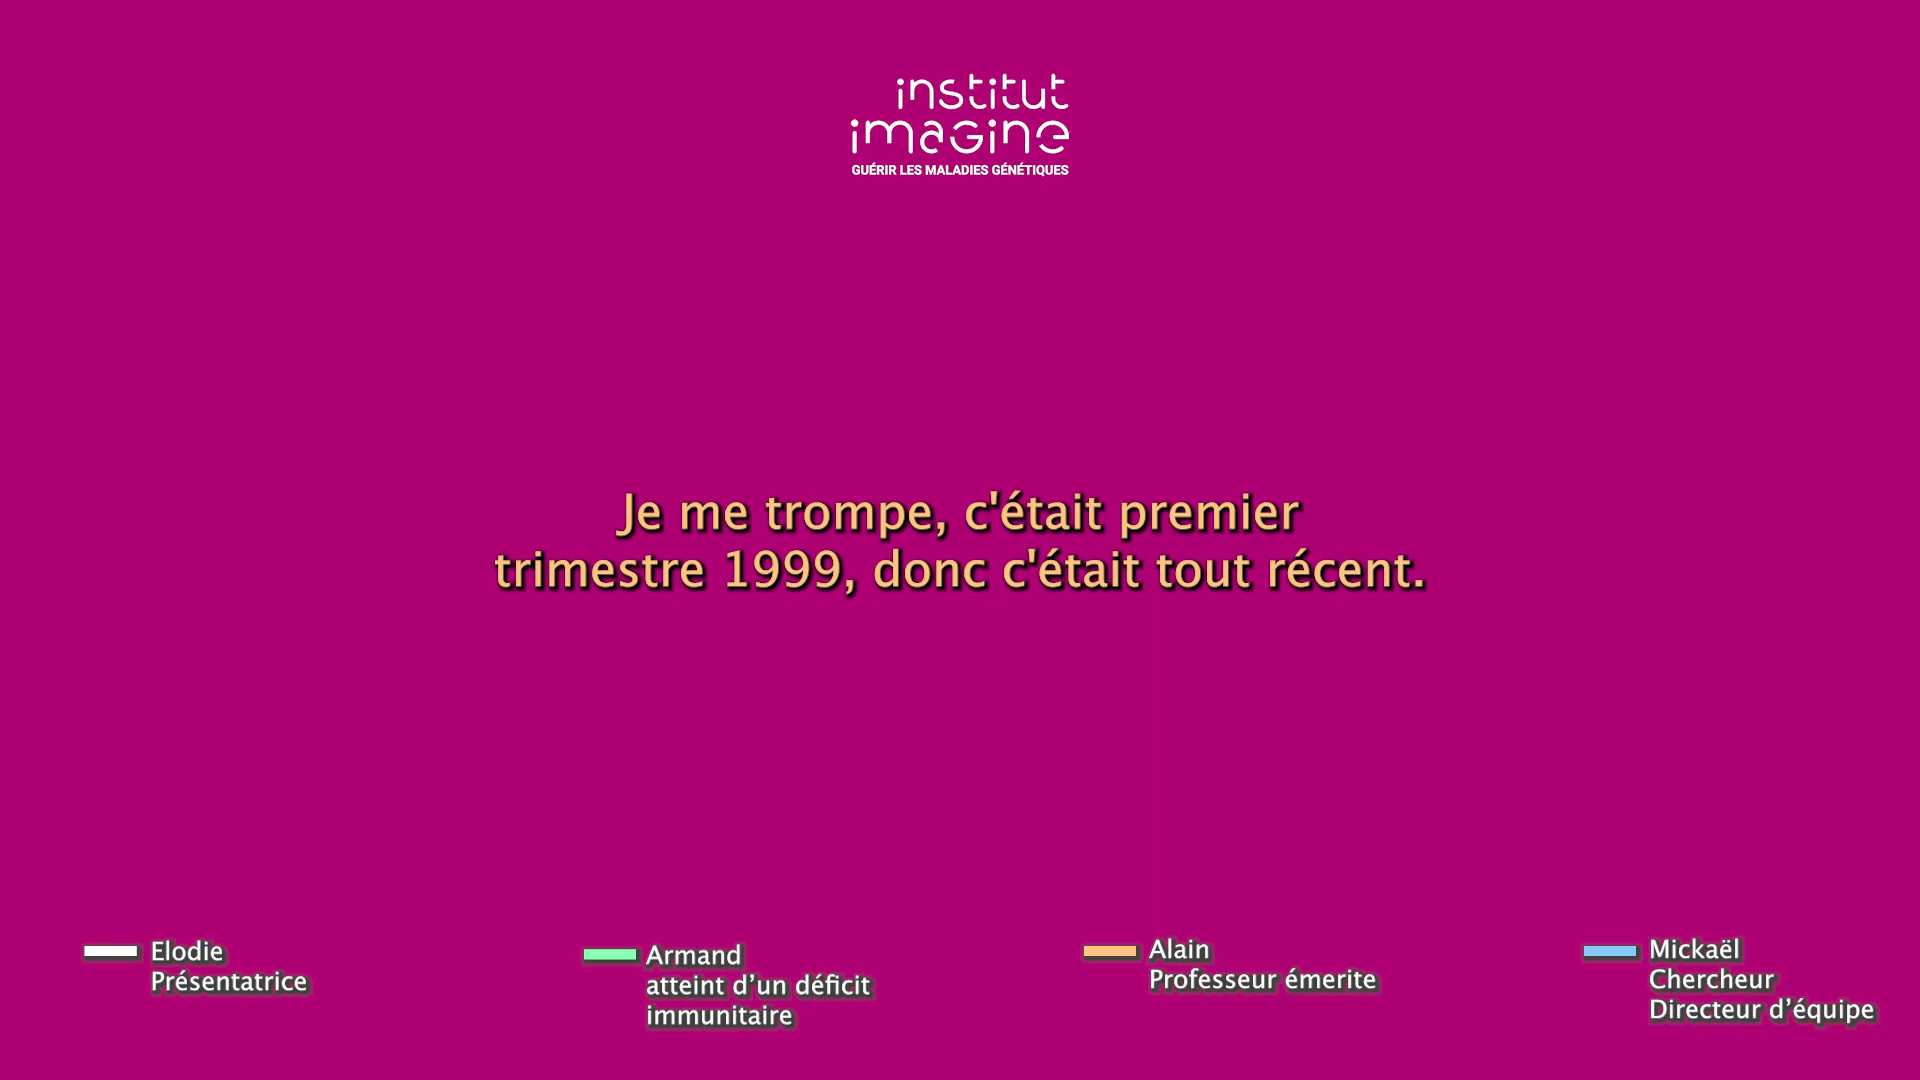 institut
imagine
GUÉRIR LES MALADIES GÉNÉTIQUES
Je me trompe, c'était premier
trimestre 1999, donc c'était tout récent.
Elodie
Présentatrice
Armand
atteint d’un déficit
immunitaire
Alain
Professeur émerite
Mickaël
Chercheur
Directeur d’équipe